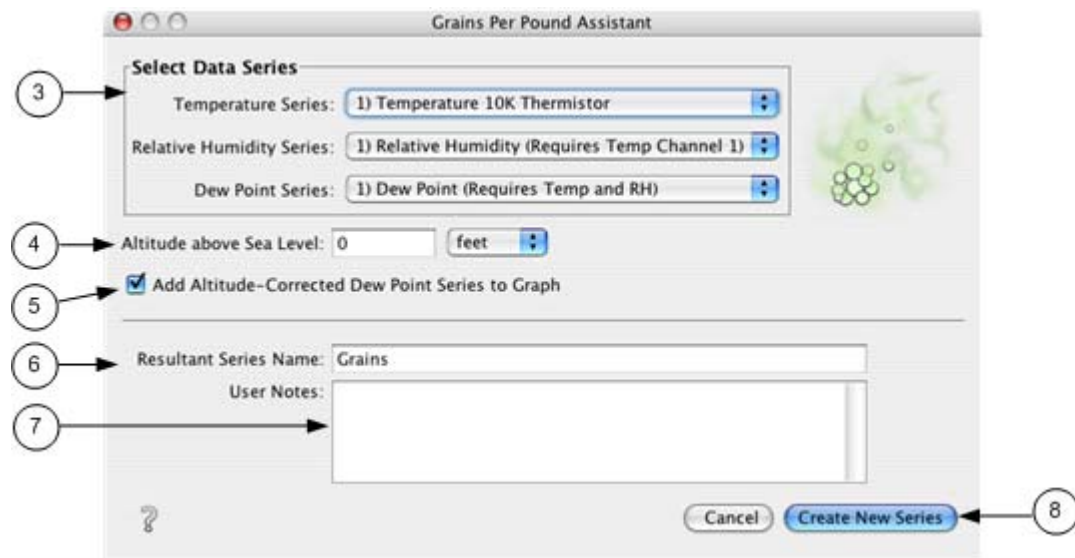 Grains Per Pound Assistant
Select Data Series
3
Temperature Series: 1) Temperature 10K Thermistor
Relative Humidity Series: 1) Relative Humidity (Requires Temp Channel 1)
Dew Point Series: 1) Dew Point (Requires Temp and RH)
4
Altitude above Sea Level: 0 feet
5
Add Altitude-Corrected Dew Point Series to Graph
6
Resultant Series Name: Grains
User Notes:
7
?
Cancel Create New Series
8